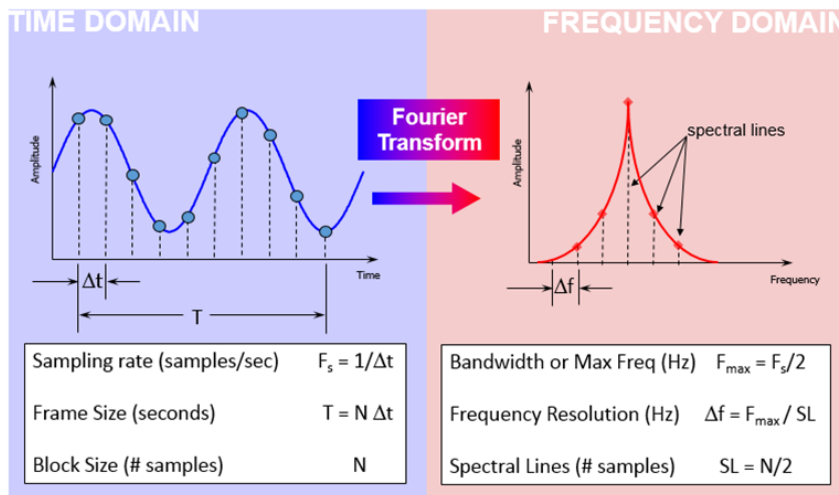 TIME DOMAIN
FREQUENCY DOMAIN
Amplitude
Time
Δt
T
Fourier
Transform
Amplitude
spectral lines
Frequency
Δf
Sampling rate (samples/sec) Fs = 1/Δt
Frame Size (seconds) T = N Δt
Block Size (# samples) N
Bandwidth or Max Freq (Hz) Fmax = Fs/2
Frequency Resolution (Hz) Δf = Fmax / SL
Spectral Lines (# samples) SL = N/2